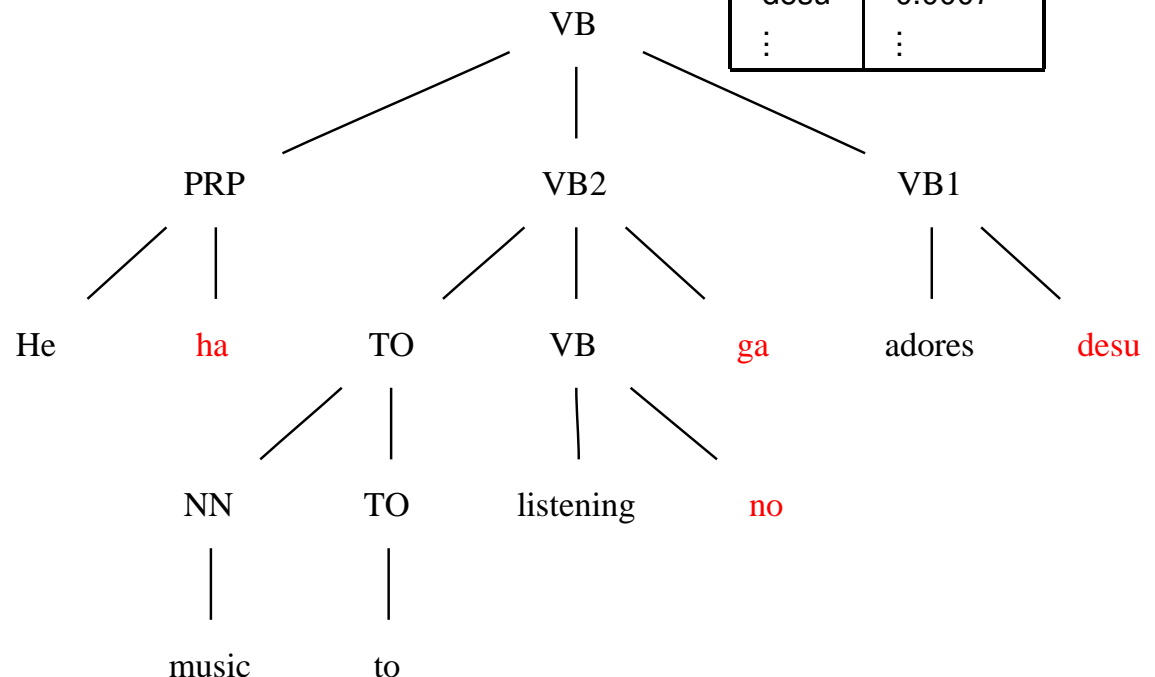 VB
⋮ ⋮
PRP VB2 VB1
He ha TO VB ga adores desu
NN TO listening no
music to